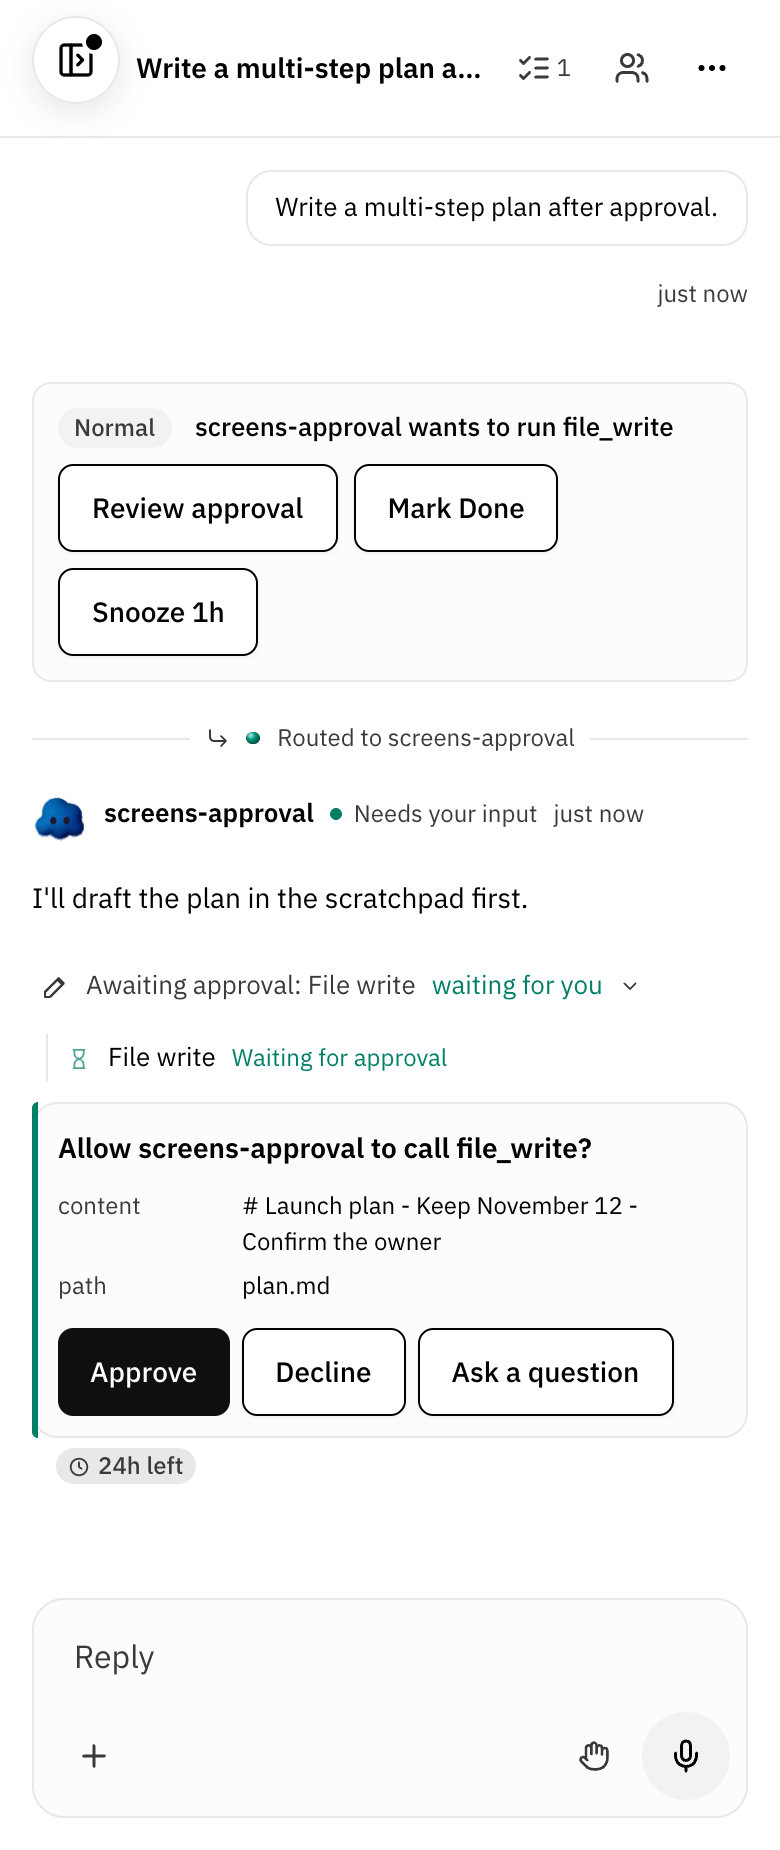 Write a multi-step plan a...
1
Write a multi-step plan after approval.
just now
Normal screens-approval wants to run file_write
Review approval
Mark Done
Snooze 1h
Routed to screens-approval
screens-approval Needs your input just now
I'll draft the plan in the scratchpad first.
Awaiting approval: File write waiting for you
File write Waiting for approval
Allow screens-approval to call file_write?
content # Launch plan - Keep November 12 -
Confirm the owner
path plan.md
Approve
Decline
Ask a question
24h left
Reply